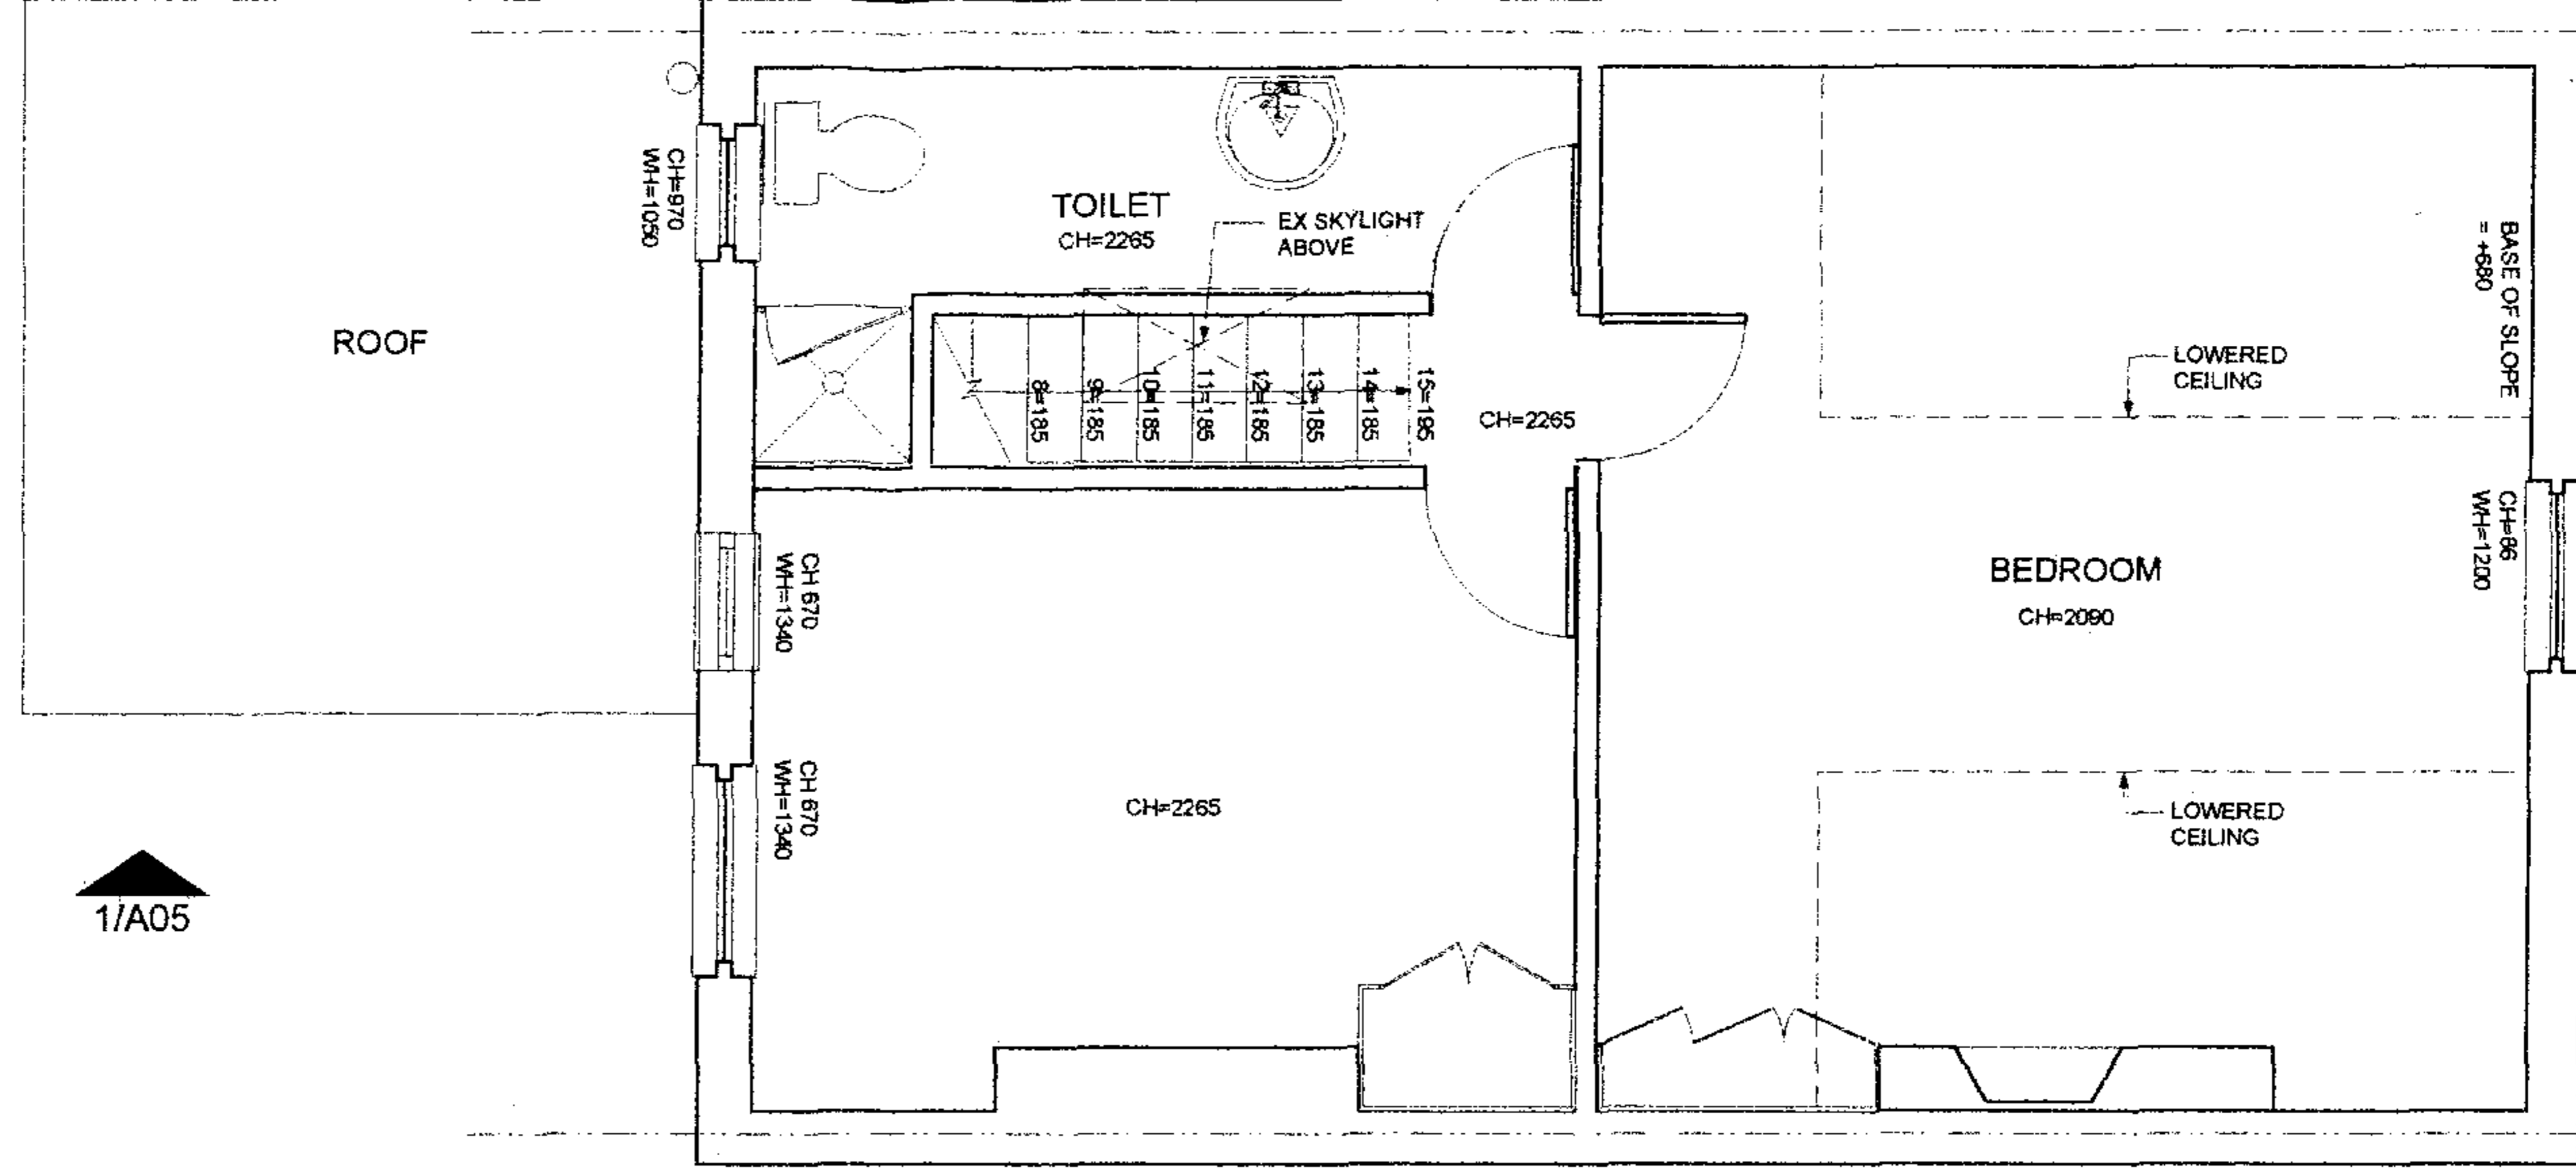 CH=970
WH=1050
TOILET
CH=2265
EX SKYLIGHT
ABOVE
BASE OF SLOPE
= +680
ROOF
LOWERED
CEILING
8=185
9=185
10=185
11=185
12=185
13=185
14=185
15=195
CH=2265
CH=86
WH=1200
CH 670
WH=1340
BEDROOM
CH=2090
CH 670
WH=1340
CH=2265
LOWERED
CEILING
1/A05